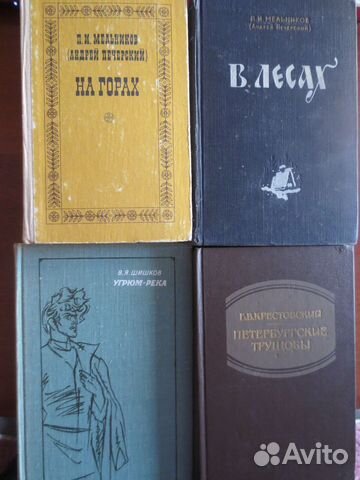 П. И. МЕЛЬНИКОВ
(АНДРЕЙ ПЕЧЕРСКИЙ)
НА ГОРАХ
П. И. МЕЛЬНИКОВ
(Андрей Печерский)
В ЛЕСАХ
В. Я. ШИШКОВ
УГРЮМ-РЕКА
В.В.КРЕСТОВСКИЙ
ПЕТЕРБУРГСКИЕ
ТРУЩОБЫ
Avito